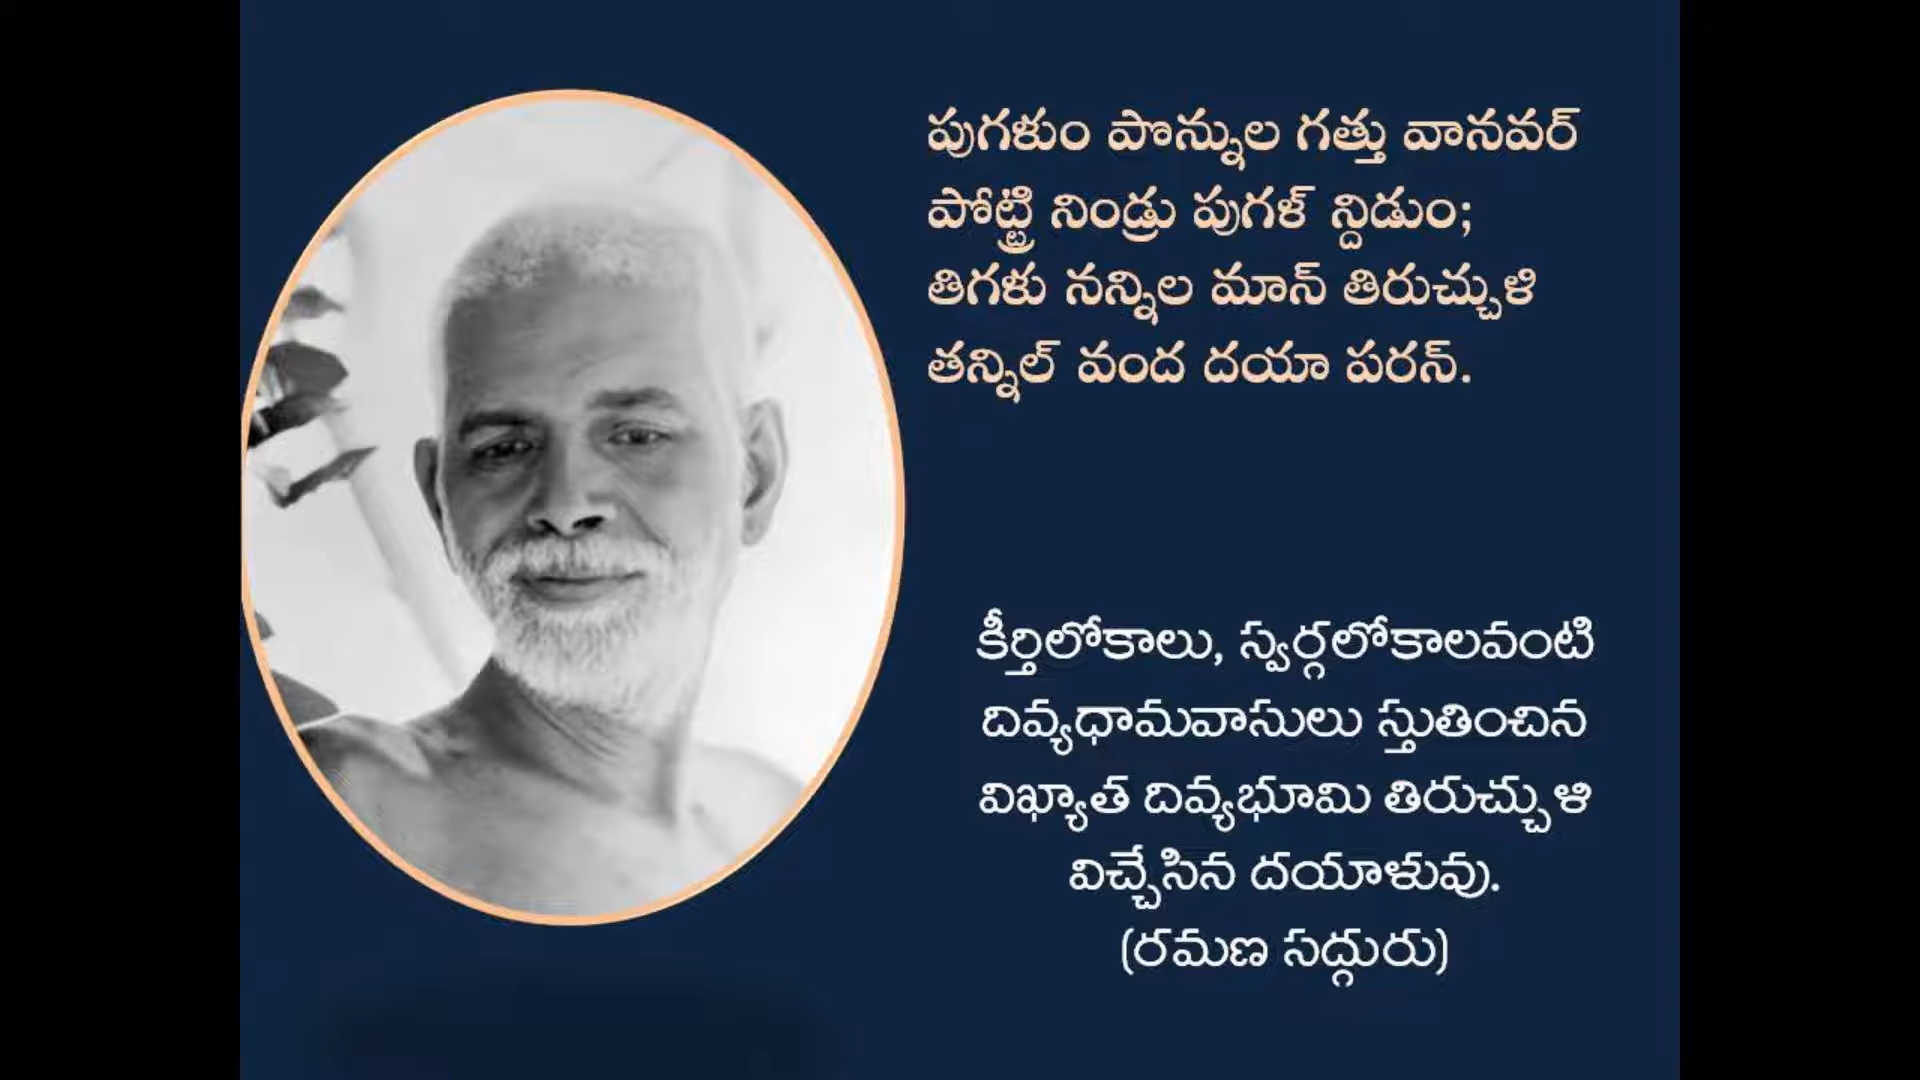 పుగళుం పొన్నుల గత్తు వానవర్
పోట్ట్రి నిండ్రు పుగళ్ న్దిడుం;
తిగళు నన్నిల మాన్ తిరుచ్చుళి
తన్నిల్ వంద దయా పరన్.
కీర్తిలోకాలు, స్వర్గలోకాలవంటి
దివ్యధామవాసులు స్తుతించిన
విఖ్యాత దివ్యభూమి తిరుచ్చుళి
విచ్చేసిన దయాళువు.
(రమణ సద్గురు)